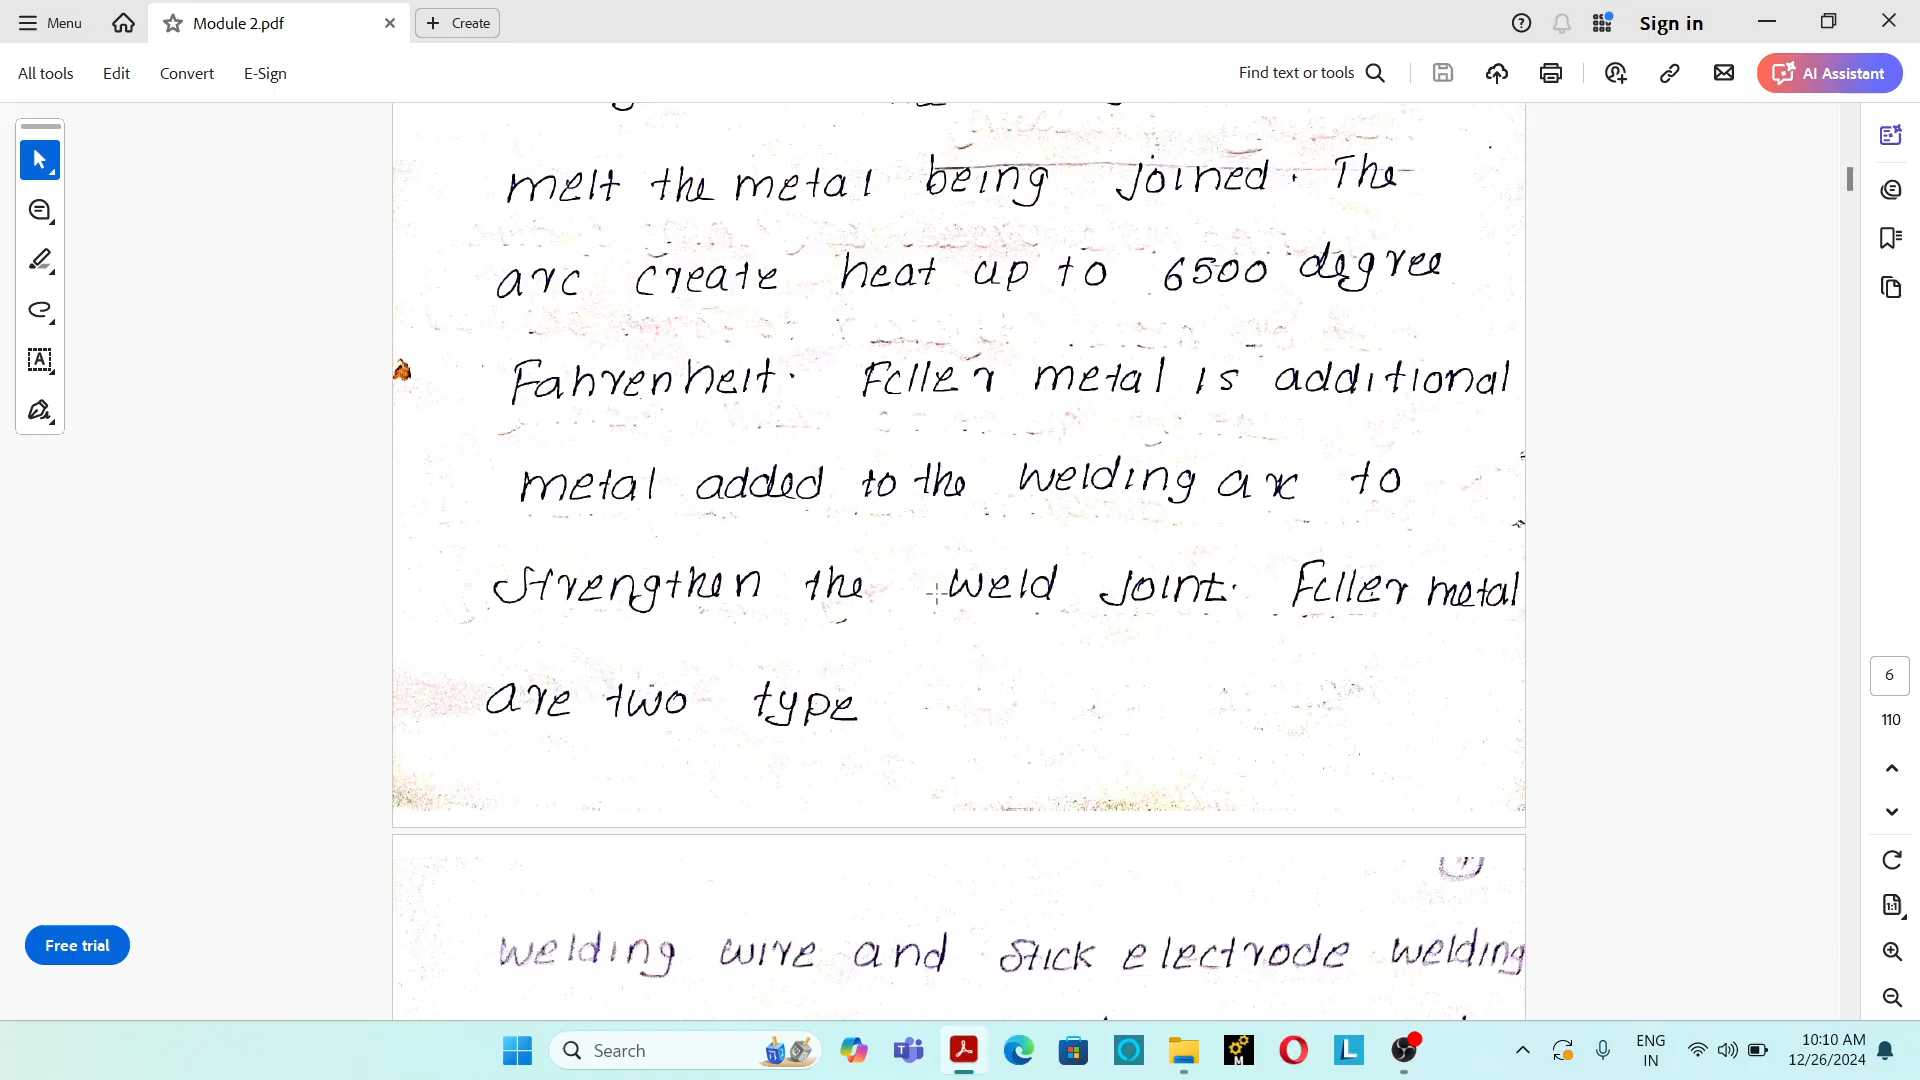 Menu
Module 2.pdf
Create
Sign in
All tools
Edit
Convert
E-Sign
Find text or tools
AI Assistant
melt the metal being joined. The
arc create heat up to 6500 degree
Fahrenheit. Filler metal is additional
metal added to the welding arc to
strengthen the weld joint. Filler metal
are two type
welding wire and stick electrode welding
6
110
Free trial
Search
ENG
IN
10:10 AM
12/26/2024